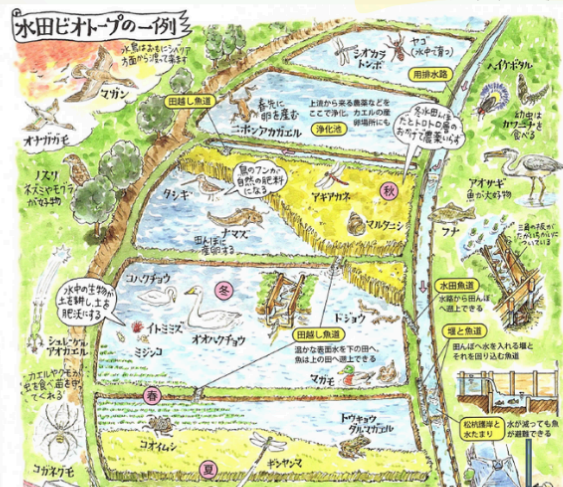 水田ビオトープの一例
水鳥はおもにシベリア
方面から渡って来ます
マガン
オナガガモ
ノスリ
ネズミやモグラ
が好物
田越し魚道
春先に
卵を産む
ニホンアカガエル
上流から来る農薬などを
ここで浄化。カエルの産
卵場所にも
浄化池
シオカラ
トンボ
ヤゴ
(水中で育つ)
用排水路
ヘイケボタル
幼虫は
カワニナを
食べる
冬水田んぼ
だとトロトロ層の
おかげで農薬いらず
アオサギ
魚が大好物
フナ
鳥のフンが
自然の肥料
になる
タシギ
アキアカネ
秋
マルタニシ
ナマズ
田んぼに
産卵する
水中の生物が
土を耕し、土を
肥沃にする
コハクチョウ
冬
オオハクチョウ
イトミミズ
ミジンコ
ドジョウ
田越し魚道
温かな表面水を下の田へ
魚は上の田へ遡上できる
マガモ
水田魚道
水路から田んぼ
へ遡上できる
堰と魚道
田んぼへ水を入れる堰と
それを回り込む魚道
シュレーゲル
アオガエル
カエルやクモが
虫を食べ苗を守っ
てくれる
コガネグモ
春
コオイムシ
トウキョウ
ダルマガエル
夏
ギンヤンマ
松杭護岸と
水たまり
水が減っても魚
が避難できる